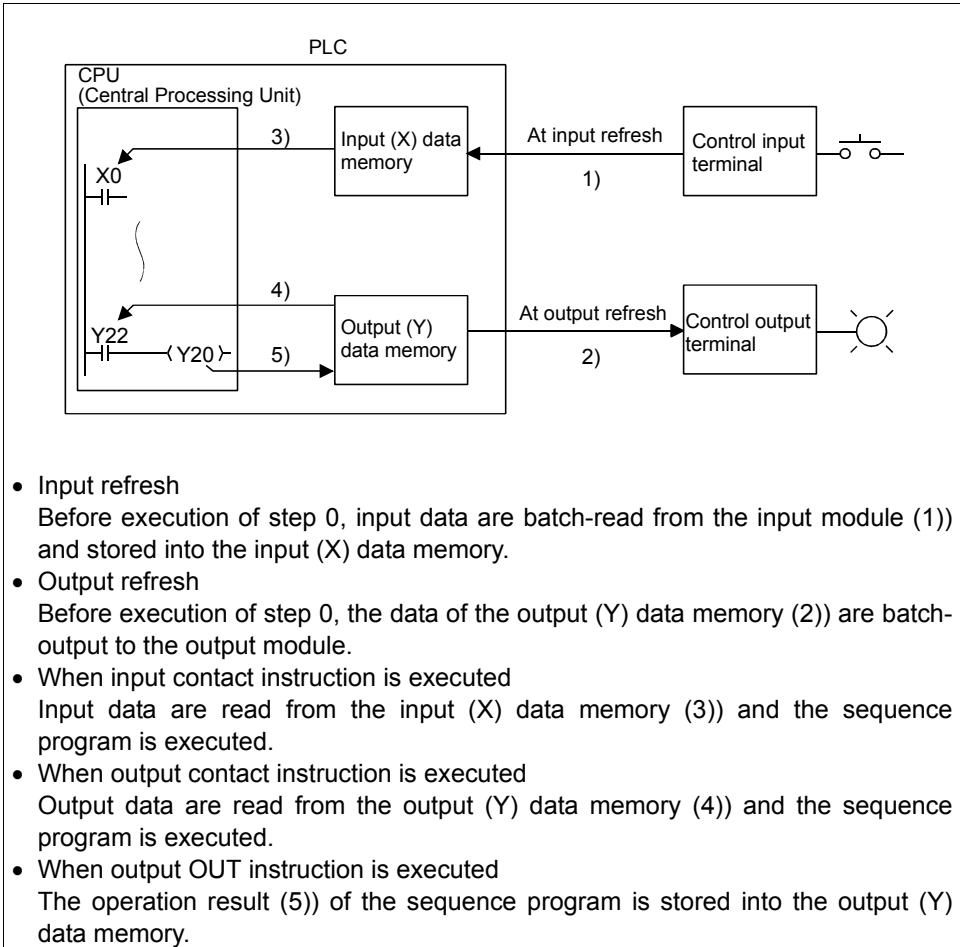 PLC
CPU
(Central Processing Unit)
3)
Input (X) data
memory
At input refresh
1)
Control input
terminal
X0
4)
Output (Y)
data memory
At output refresh
2)
Control output
terminal
Y22
Y20
5)
• Input refresh
Before execution of step 0, input data are batch-read from the input module (1))
and stored into the input (X) data memory.
• Output refresh
Before execution of step 0, the data of the output (Y) data memory (2)) are batch-
output to the output module.
• When input contact instruction is executed
Input data are read from the input (X) data memory (3)) and the sequence
program is executed.
• When output contact instruction is executed
Output data are read from the output (Y) data memory (4)) and the sequence
program is executed.
• When output OUT instruction is executed
The operation result (5)) of the sequence program is stored into the output (Y)
data memory.